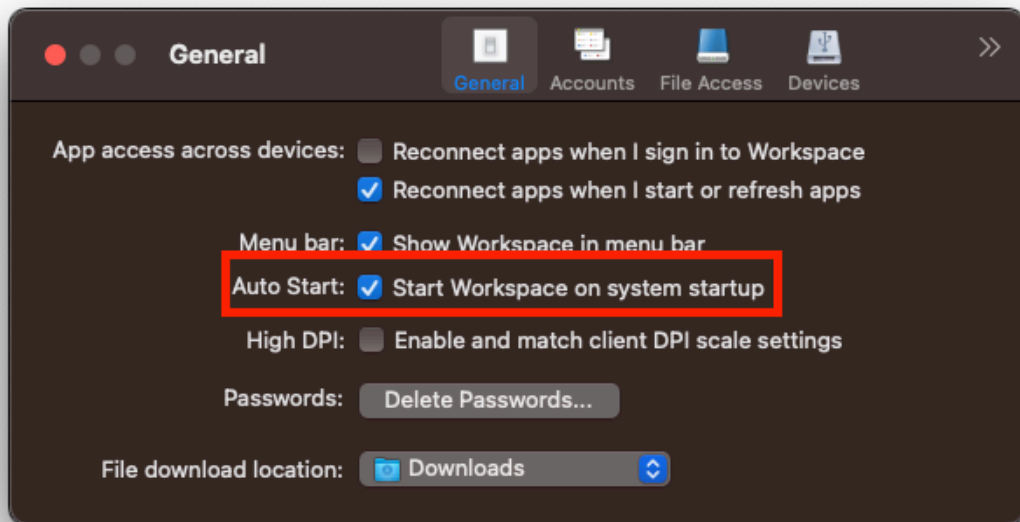 General
General Accounts File Access Devices
App access across devices: Reconnect apps when I sign in to Workspace
Reconnect apps when I start or refresh apps
Menu bar: Show Workspace in menu bar
Auto Start: Start Workspace on system startup
High DPI: Enable and match client DPI scale settings
Passwords: Delete Passwords...
File download location: Downloads